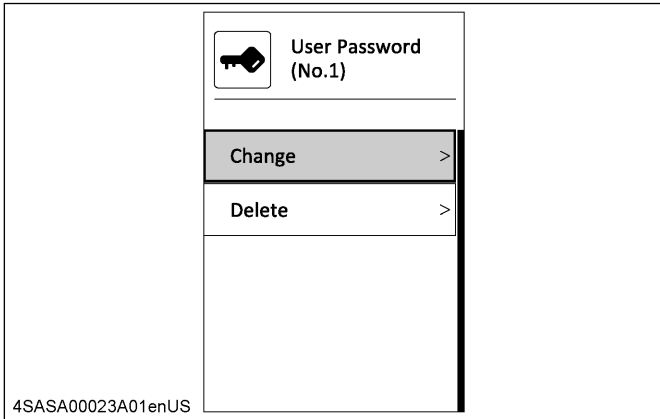 User Password
(No.1)
Change >
Delete >
4SASA00023A01enUS